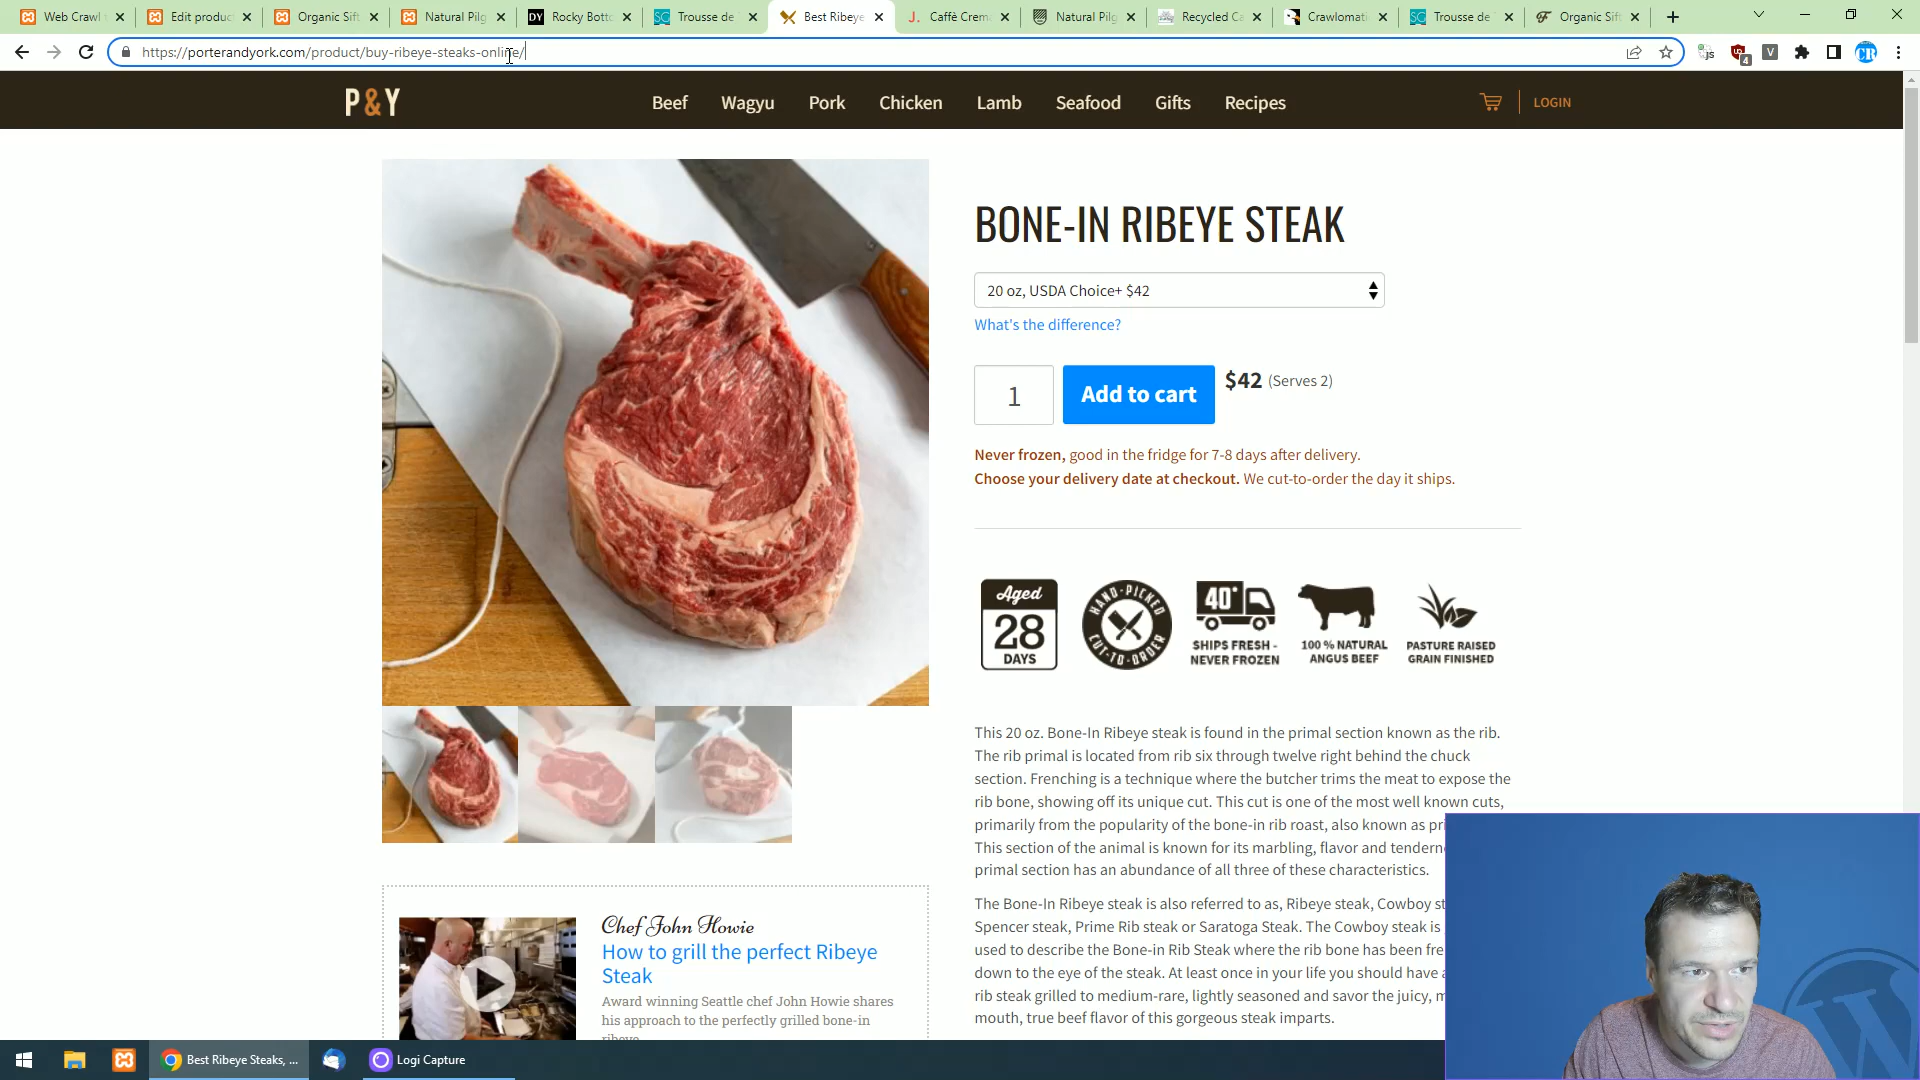 Web Crawl
Edit produc
Organic Sift
Natural Pilg
DY
Rocky Botto
SC
Trousse de
Best Ribeye
J.
Caffè Crema
Natural Pilg
Recycled Ca
Crawlomati
SC
Trousse de
Organic Sift
https://porterandyork.com/product/buy-ribeye-steaks-online/
js
4
V
CR
P&Y
Beef
Wagyu
Pork
Chicken
Lamb
Seafood
Gifts
Recipes
LOGIN
BONE-IN RIBEYE STEAK
20 oz, USDA Choice+ $42
What's the difference?
1
Add to cart
$42 (Serves 2)
Never frozen, good in the fridge for 7-8 days after delivery.
Choose your delivery date at checkout. We cut-to-order the day it ships.
Aged
28
DAYS
HAND-PICKED
CUT-TO-ORDER
40°
SHIPS FRESH -
NEVER FROZEN
100 % NATURAL
ANGUS BEEF
PASTURE RAISED
GRAIN FINISHED
This 20 oz. Bone-In Ribeye steak is found in the primal section known as the rib.
The rib primal is located from rib six through twelve right behind the chuck
section. Frenching is a technique where the butcher trims the meat to expose the
rib bone, showing off its unique cut. This cut is one of the most well known cuts,
primarily from the popularity of the bone-in rib roast, also known as pri
This section of the animal is known for its marbling, flavor and tendern
primal section has an abundance of all three of these characteristics.
The Bone-In Ribeye steak is also referred to as, Ribeye steak, Cowboy st
Spencer steak, Prime Rib steak or Saratoga Steak. The Cowboy steak is
used to describe the Bone-in Rib Steak where the rib bone has been fre
down to the eye of the steak. At least once in your life you should have a
rib steak grilled to medium-rare, lightly seasoned and savor the juicy, m
mouth, true beef flavor of this gorgeous steak imparts.
Chef John Howie
How to grill the perfect Ribeye
Steak
Award winning Seattle chef John Howie shares
his approach to the perfectly grilled bone-in
ribeye
Best Ribeye Steaks, ...
Logi Capture